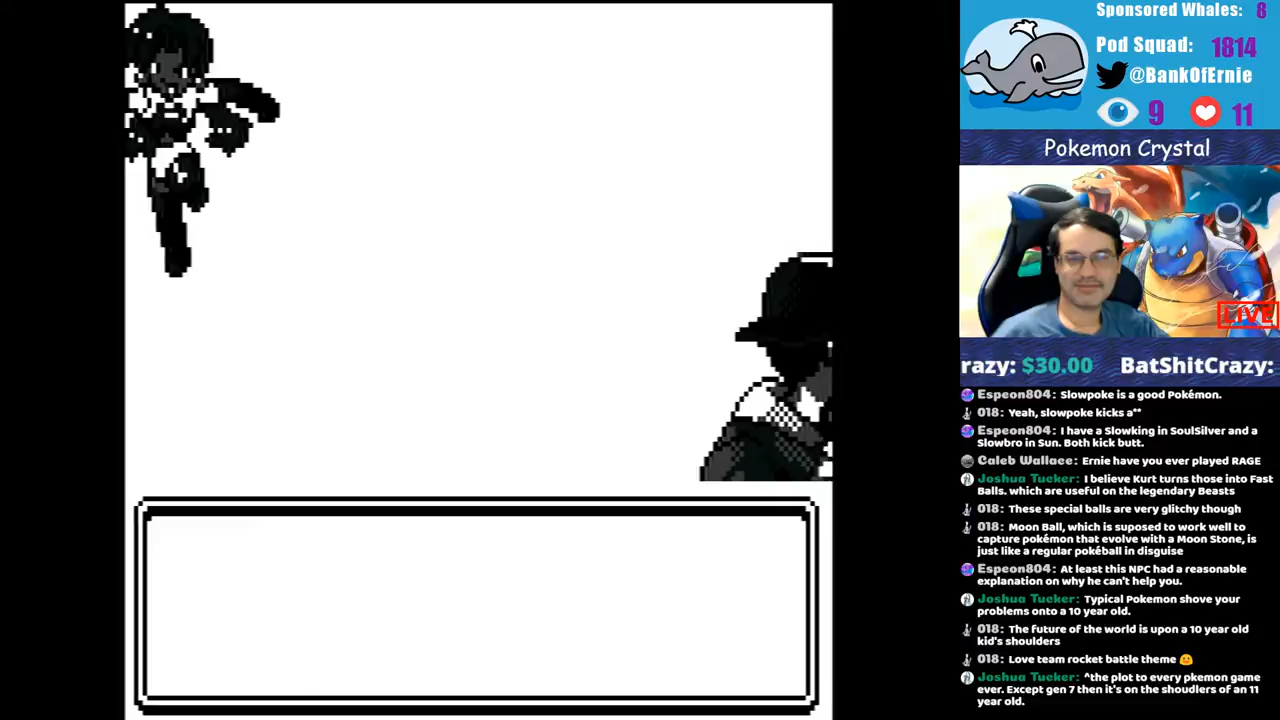 Sponsored Whales: 8
Pod Squad: 1814
@BankOfErnie
9 11
Pokemon Crystal
LIVE
razy: $30.00 BatShitCrazy:
Espeon804: Slowpoke is a good Pokémon.
018: Yeah, slowpoke kicks a**
Espeon804: I have a Slowking in SoulSilver and a
Slowbro in Sun. Both kick butt.
Caleb Wallace: Ernie have you ever played RAGE
Joshua Tucker: I believe Kurt turns those into Fast
Balls. which are useful on the legendary Beasts
018: These special balls are very glitchy though
018: Moon Ball, which is suposed to work well to
capture pokémon that evolve with a Moon Stone, is
just like a regular pokéball in disguise
Espeon804: At least this NPC had a reasonable
explanation on why he can't help you.
Joshua Tucker: Typical Pokemon shove your
problems onto a 10 year old.
018: The future of the world is upon a 10 year old
kid's shoulders
018: Love team rocket battle theme
Joshua Tucker: ^the plot to every pkemon game
ever. Except gen 7 then it's on the shoudlers of an 11
year old.